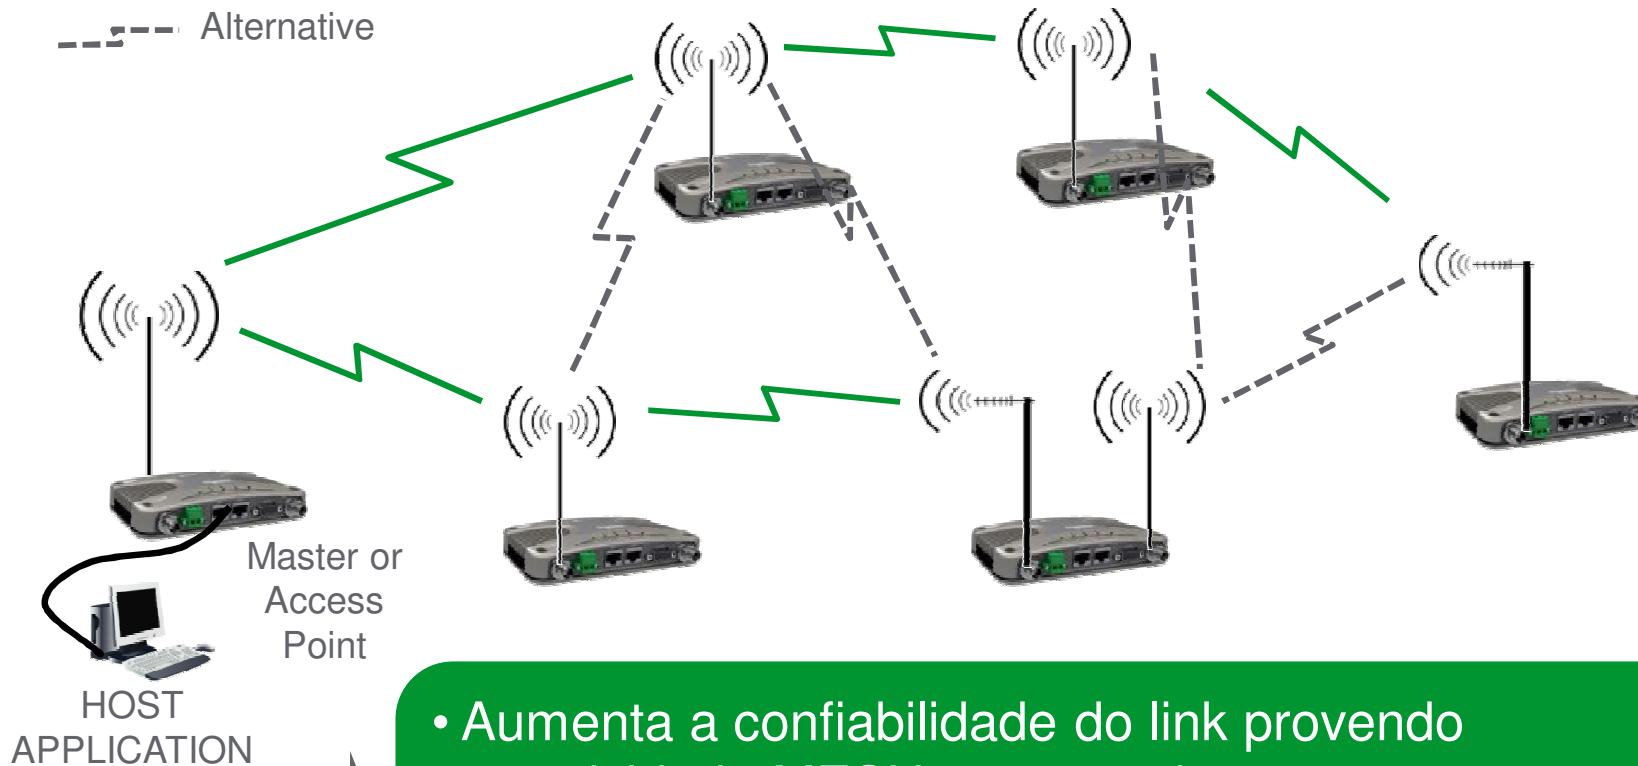 Alternative
Master or
Access
Point
HOST
APPLICATION
• Aumenta a confiabilidade do link provendo